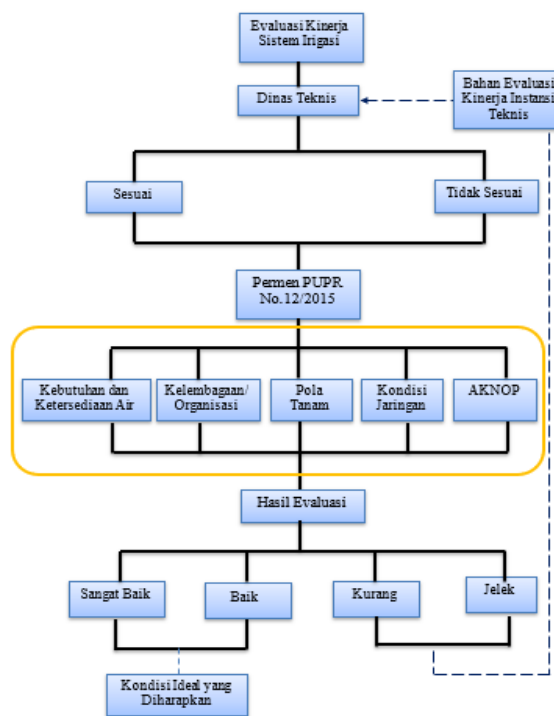 Evaluasi Kinerja
Sistem Irigasi
Dinas Teknis
Bahan Evaluasi
Kinerja Instansi
Teknis
Sesuai
Tidak Sesuai
Permen PUPR
No.12/2015
Kebutuhan dan
Ketersediaan Air
Kelembagaan/
Organisasi
Pola
Tanam
Kondisi
Jaringan
AKNOP
Hasil Evaluasi
Sangat Baik
Baik
Kurang
Jelek
Kondisi Ideal yang
Diharapkan